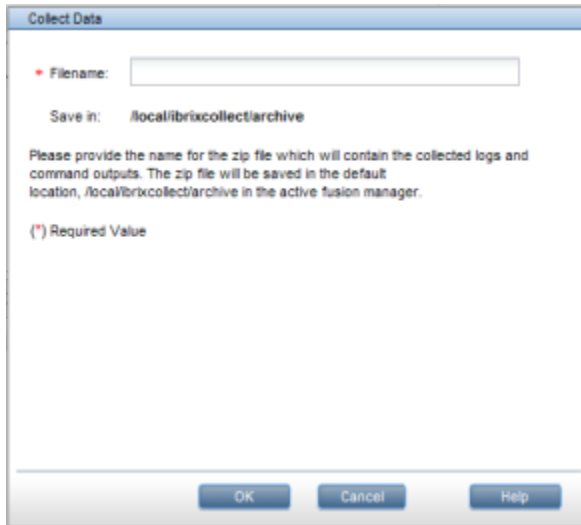 Collect Data
* Filename:
Save in: /local/ibrixcollect/archive
Please provide the name for the zip file which will contain the collected logs and
command outputs. The zip file will be saved in the default
location, /local/ibrixcollect/archive in the active fusion manager.
(*) Required Value
OK Cancel Help